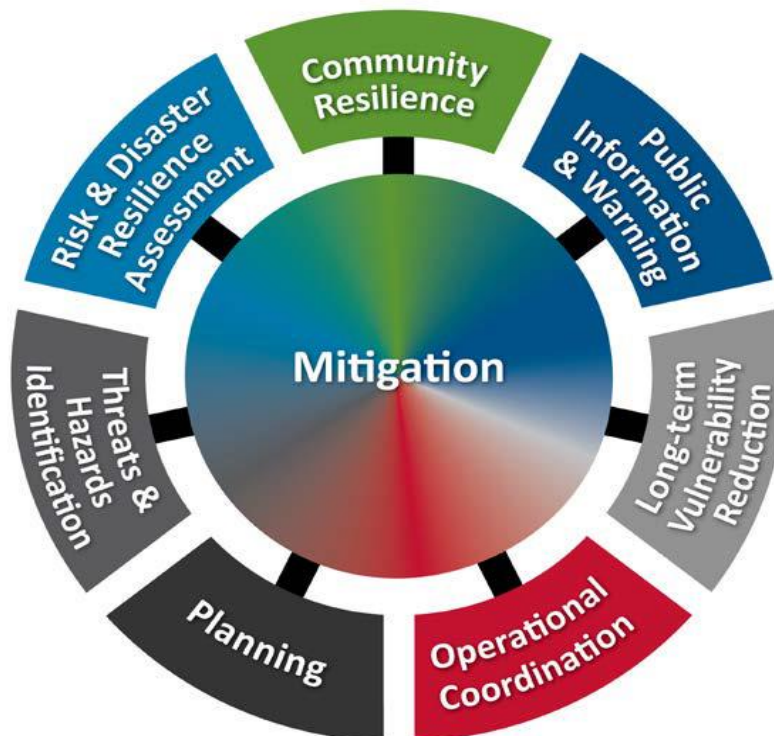 Community
Resilience
Public
Information
& Warning
Long-term
Vulnerability
Reduction
Operational
Coordination
Planning
Threats &
Hazards
Identification
Risk & Disaster
Resilience
Assessment
Mitigation